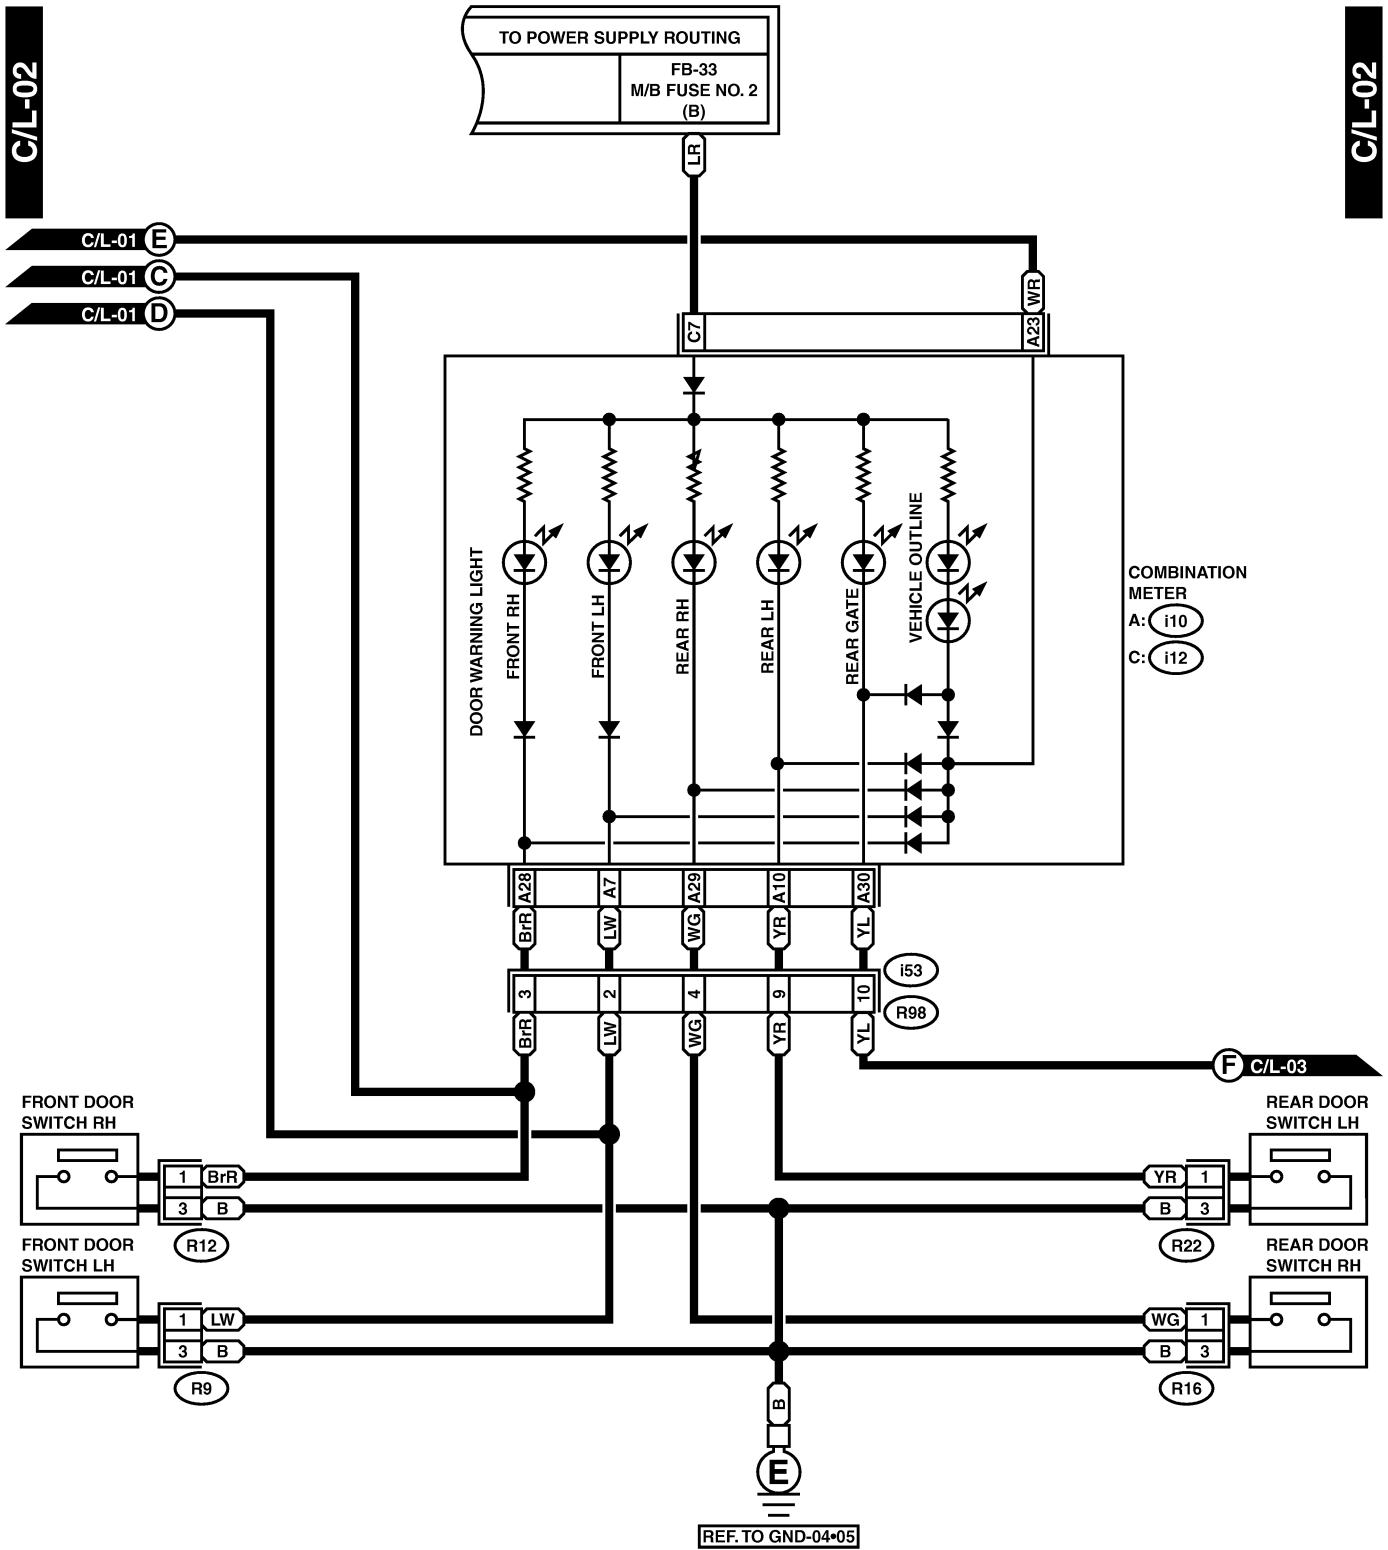 C/L-02
C/L-02
TO POWER SUPPLY ROUTING
FB-33
M/B FUSE NO. 2
(B)
LR
C/L-01 E
C/L-01 C
C/L-01 D
WR
C7
A23
DOOR WARNING LIGHT
FRONT RH
FRONT LH
REAR RH
REAR LH
REAR GATE
VEHICLE OUTLINE
COMBINATION
METER
A: i10
C: i12
A28 A7 A29 A10 A30
BrR LW WG YR YL
i53
3 2 4 9 10
R98
BrR LW WG YR YL
F C/L-03
FRONT DOOR
SWITCH RH
1 BrR
3 B
R12
FRONT DOOR
SWITCH LH
1 LW
3 B
R9
REAR DOOR
SWITCH LH
YR 1
B 3
R22
REAR DOOR
SWITCH RH
WG 1
B 3
R16
B
E
REF. TO GND-04•05